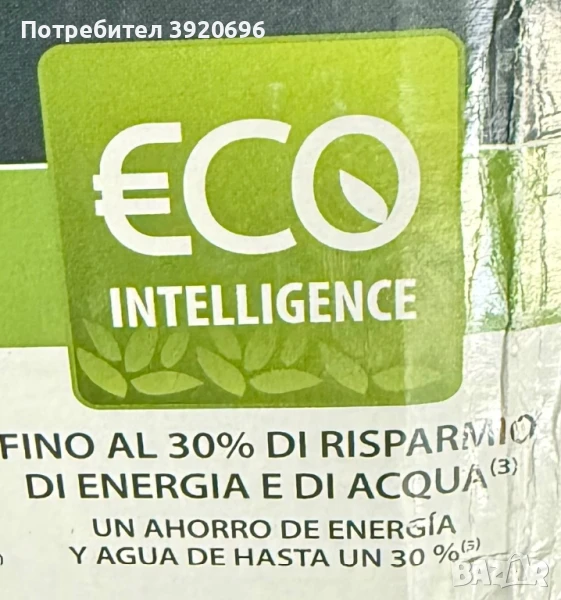 Потребител 3920696
€CO
INTELLIGENCE
FINO AL 30% DI RISPARMIO
DI ENERGIA E DI ACQUA(3)
UN AHORRO DE ENERGÍA
Y AGUA DE HASTA UN 30 %(3)
)
BAZAR